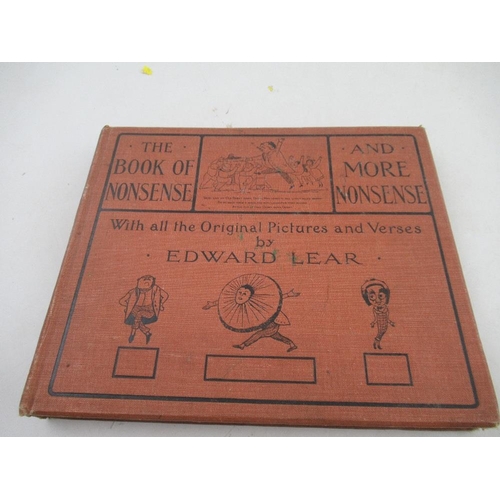 THE
BOOK OF
NONSENSE
AND
MORE
NONSENSE
With all the Original Pictures and Verses
by
EDWARD LEAR